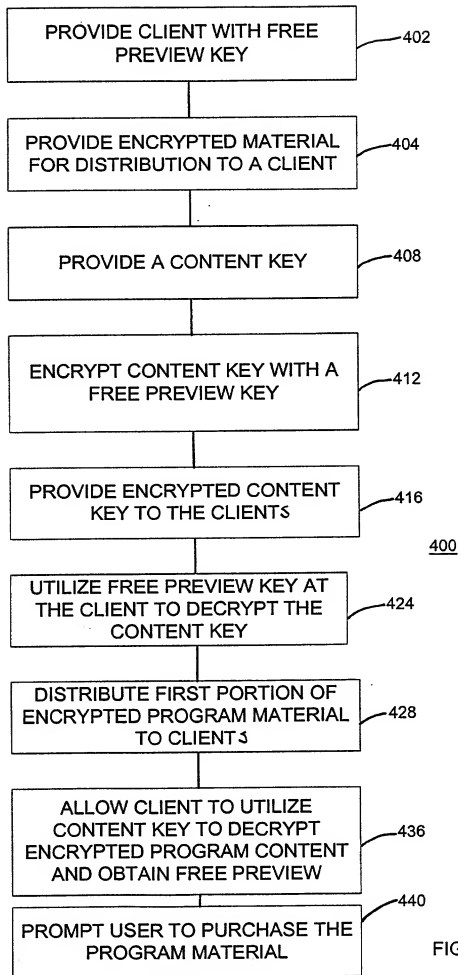 PROVIDE CLIENT WITH FREE
PREVIEW KEY
402
PROVIDE ENCRYPTED MATERIAL
FOR DISTRIBUTION TO A CLIENT
404
PROVIDE A CONTENT KEY
408
ENCRYPT CONTENT KEY WITH A
FREE PREVIEW KEY
412
PROVIDE ENCRYPTED CONTENT
KEY TO THE CLIENTS
416
400
UTILIZE FREE PREVIEW KEY AT
THE CLIENT TO DECRYPT THE
CONTENT KEY
424
DISTRIBUTE FIRST PORTION OF
ENCRYPTED PROGRAM MATERIAL
TO CLIENTS
428
ALLOW CLIENT TO UTILIZE
CONTENT KEY TO DECRYPT
ENCRYPTED PROGRAM CONTENT
AND OBTAIN FREE PREVIEW
436
440
PROMPT USER TO PURCHASE THE
PROGRAM MATERIAL
FIG